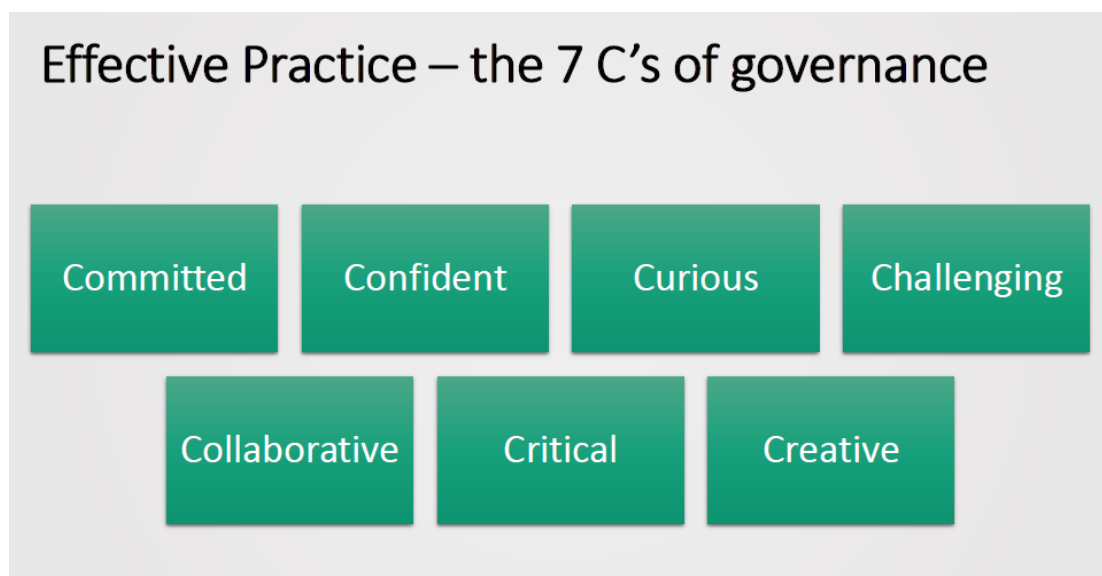 Effective Practice – the 7 C’s of governance
Committed
Confident
Curious
Challenging
Collaborative
Critical
Creative